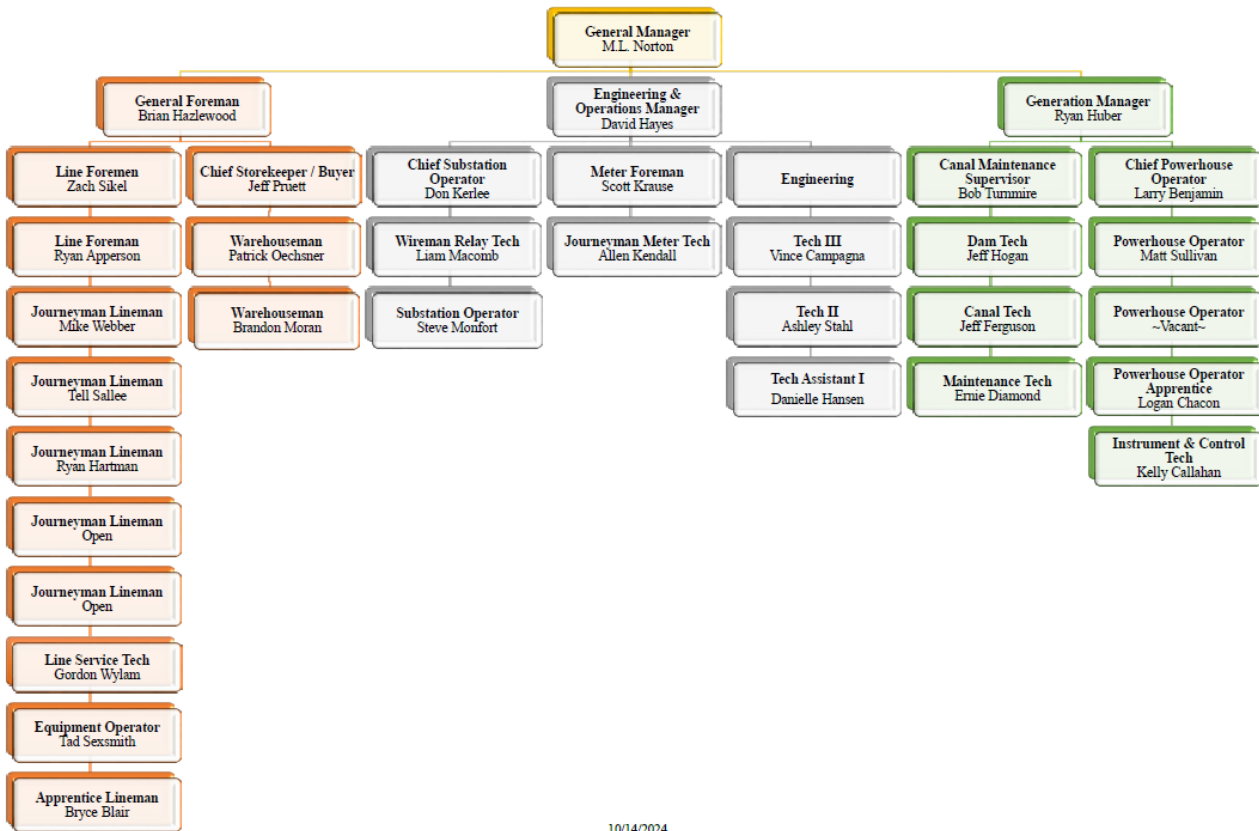 General Manager
M.L. Norton
General Foreman
Brian Hazlewood
Engineering &
Operations Manager
David Hayes
Generation Manager
Ryan Huber
Line Foremen
Zach Sikel
Chief Storekeeper / Buyer
Jeff Pruett
Chief Substation
Operator
Don Kerlee
Meter Foreman
Scott Krause
Engineering
Canal Maintenance
Supervisor
Bob Turnmire
Chief Powerhouse
Operator
Larry Benjamin
Line Foreman
Ryan Apperson
Warehouseman
Patrick Oechsner
Wireman Relay Tech
Liam Macomb
Journeyman Meter Tech
Allen Kendall
Tech III
Vince Campagna
Dam Tech
Jeff Hogan
Powerhouse Operator
Matt Sullivan
Journeyman Lineman
Mike Webber
Warehouseman
Brandon Moran
Substation Operator
Steve Monfort
Tech II
Ashley Stahl
Canal Tech
Jeff Ferguson
Powerhouse Operator
~Vacant~
Journeyman Lineman
Tell Sallee
Tech Assistant I
Danielle Hansen
Maintenance Tech
Ernie Diamond
Powerhouse Operator
Apprentice
Logan Chacon
Journeyman Lineman
Ryan Hartman
Instrument & Control
Tech
Kelly Callahan
Journeyman Lineman
Open
Journeyman Lineman
Open
Line Service Tech
Gordon Wylam
Equipment Operator
Tad Sexsmith
Apprentice Lineman
Bryce Blair
10/14/2024